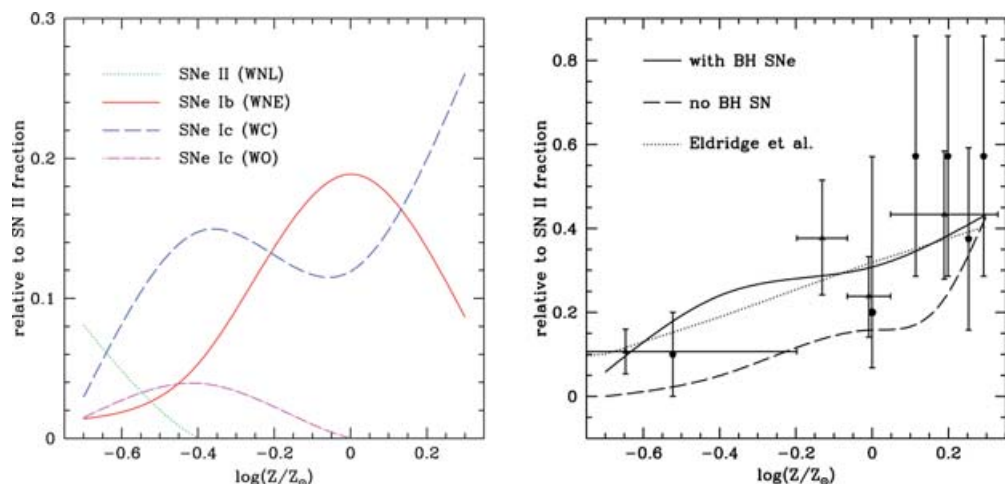 0.3
0.2
0.1
0
relative to SN II fraction
SNe II (WNL)
SNe Ib (WNE)
SNe Ic (WC)
SNe Ic (WO)
−0.6
−0.4
−0.2
0
0.2
log(Z/Z⊙)
0.8
0.6
0.4
0.2
0
relative to SN II fraction
with BH SNe
no BH SN
Eldridge et al.
−0.6
−0.4
−0.2
0
0.2
log(Z/Z⊙)